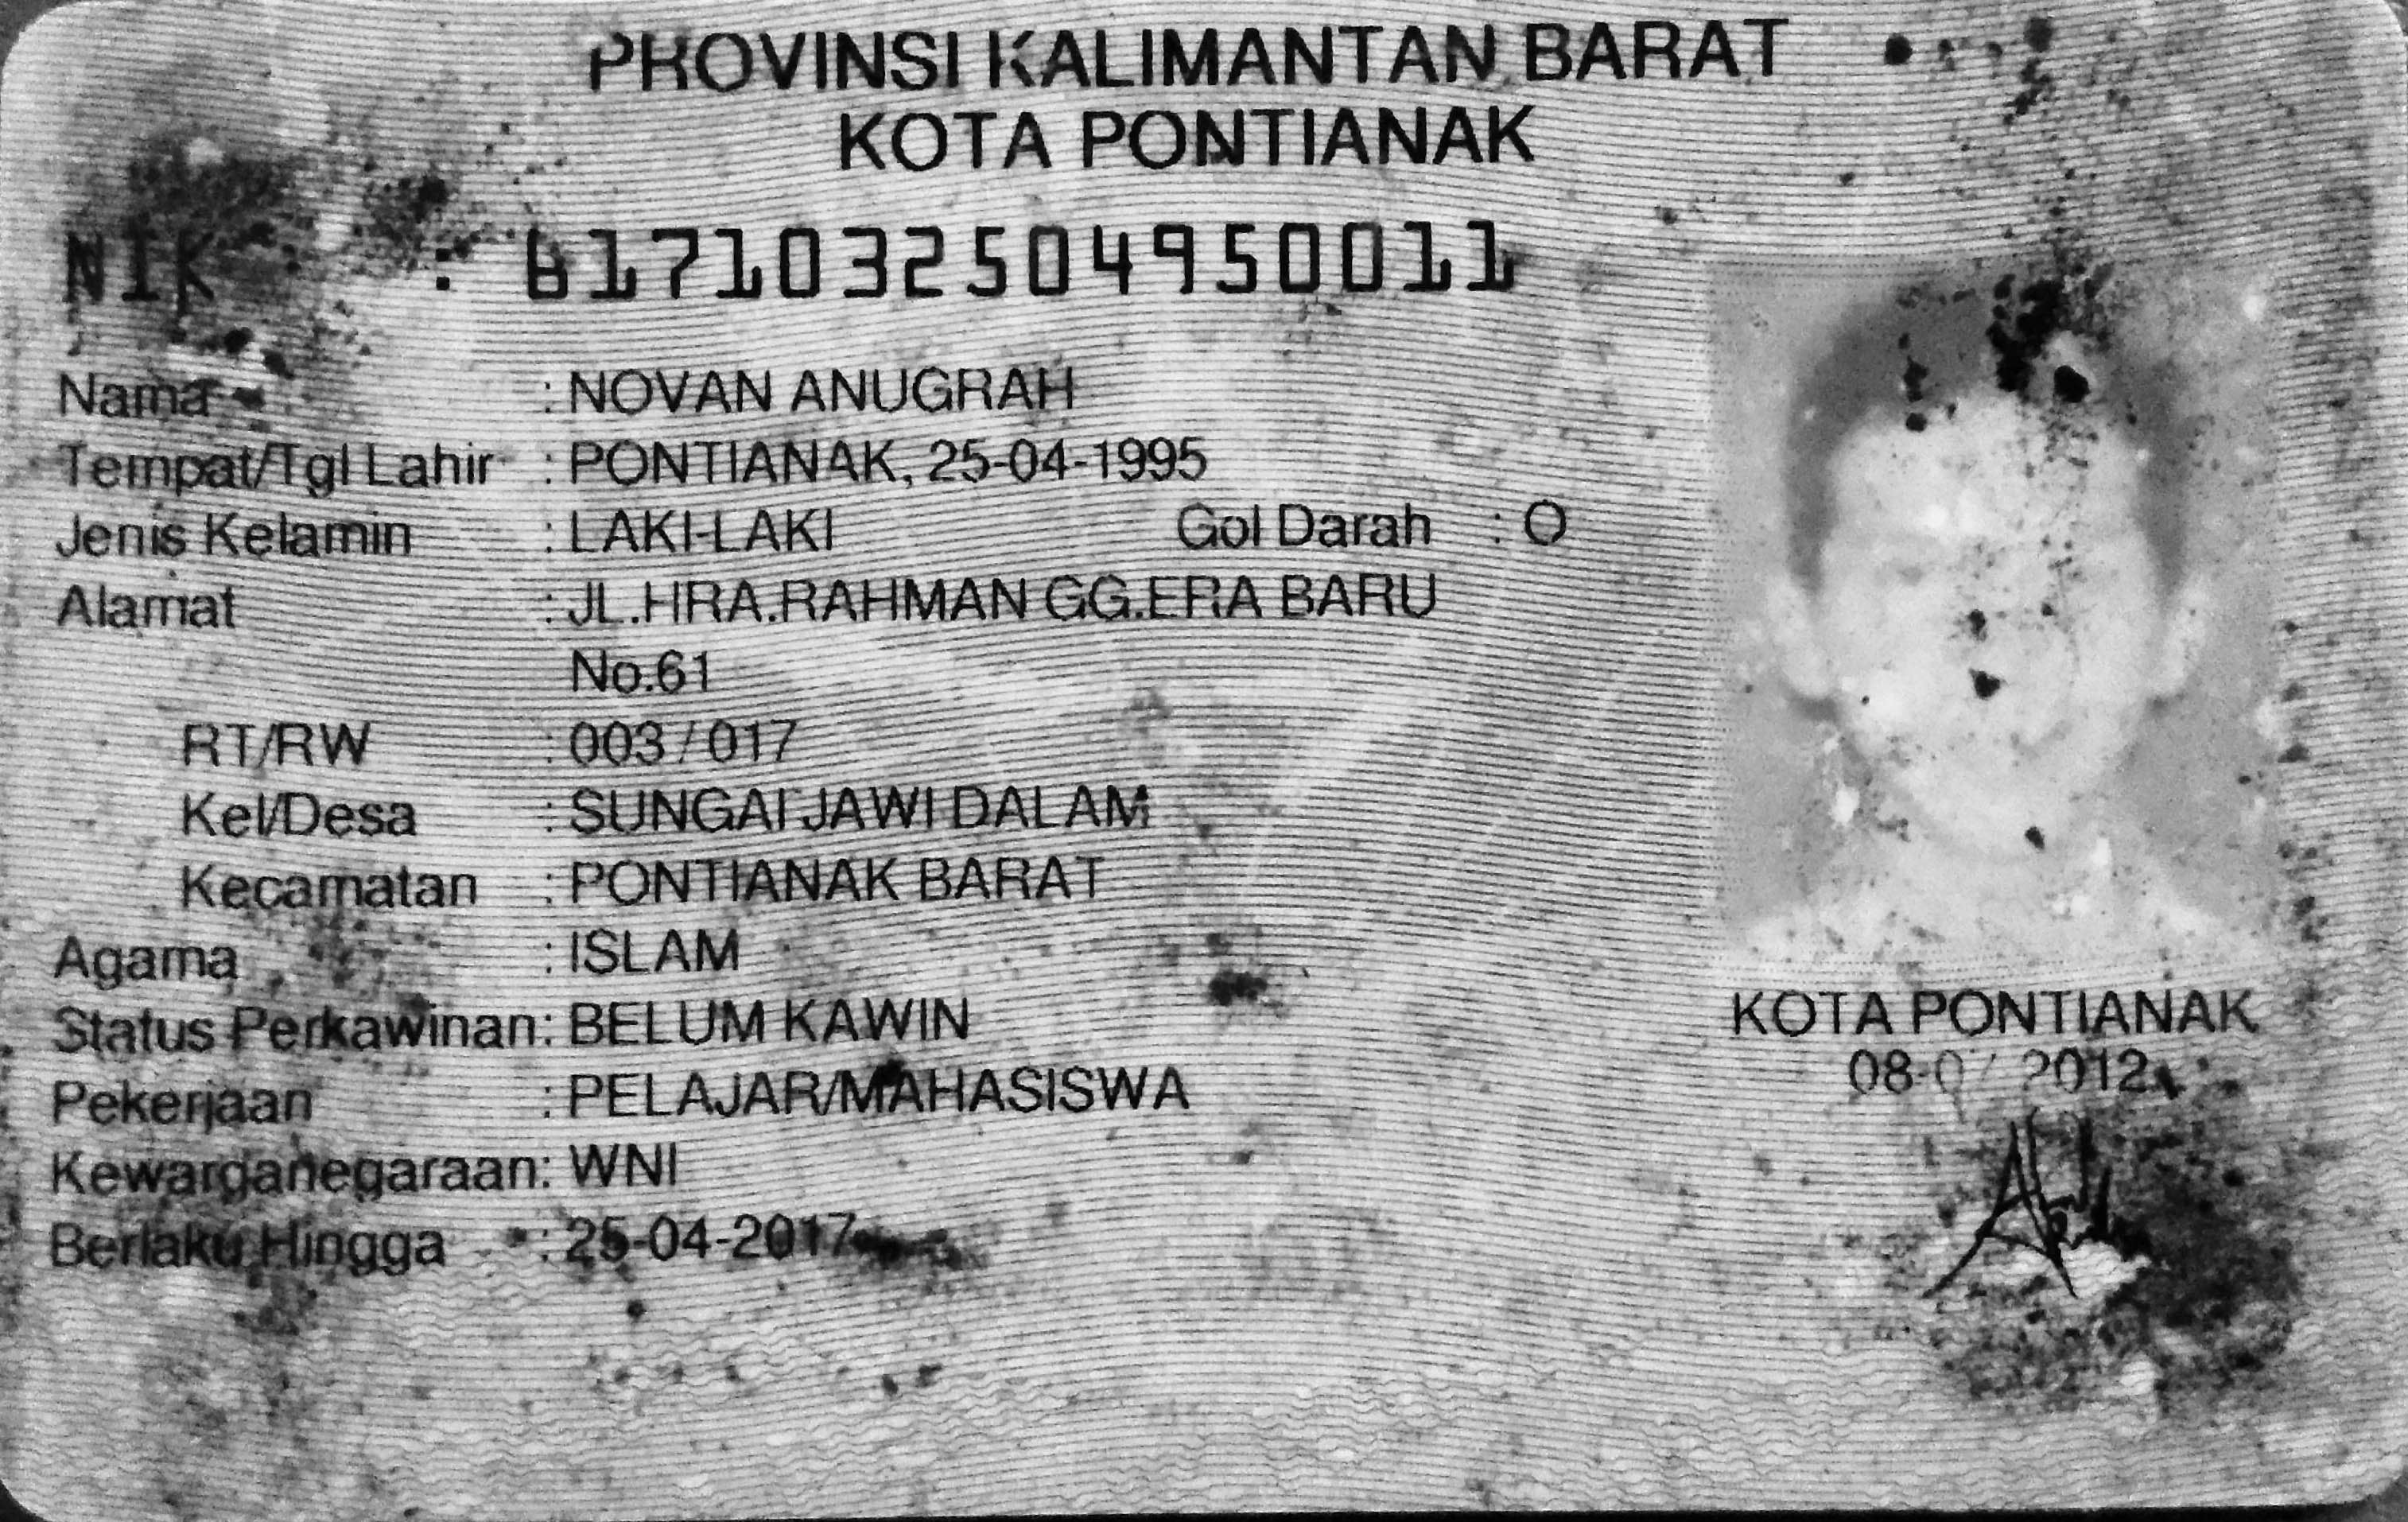 PROVINSI KALIMANTAN BARAT
KOTA PONTIANAK
NIK : 6171032504950011
Nama : NOVAN ANUGRAH
Tempat/Tgl Lahir : PONTIANAK, 25-04-1995
Jenis Kelamin : LAKI-LAKI Gol Darah : O
Alamat : JL.HRA.RAHMAN GG.ERA BARU
No.61
RT/RW : 003 / 017
Kel/Desa : SUNGAI JAWI DALAM
Kecamatan : PONTIANAK BARAT
Agama : ISLAM
Status Perkawinan: BELUM KAWIN
Pekerjaan : PELAJAR/MAHASISWA
Kewarganegaraan: WNI
Berlaku Hingga : 25-04-2017
KOTA PONTIANAK